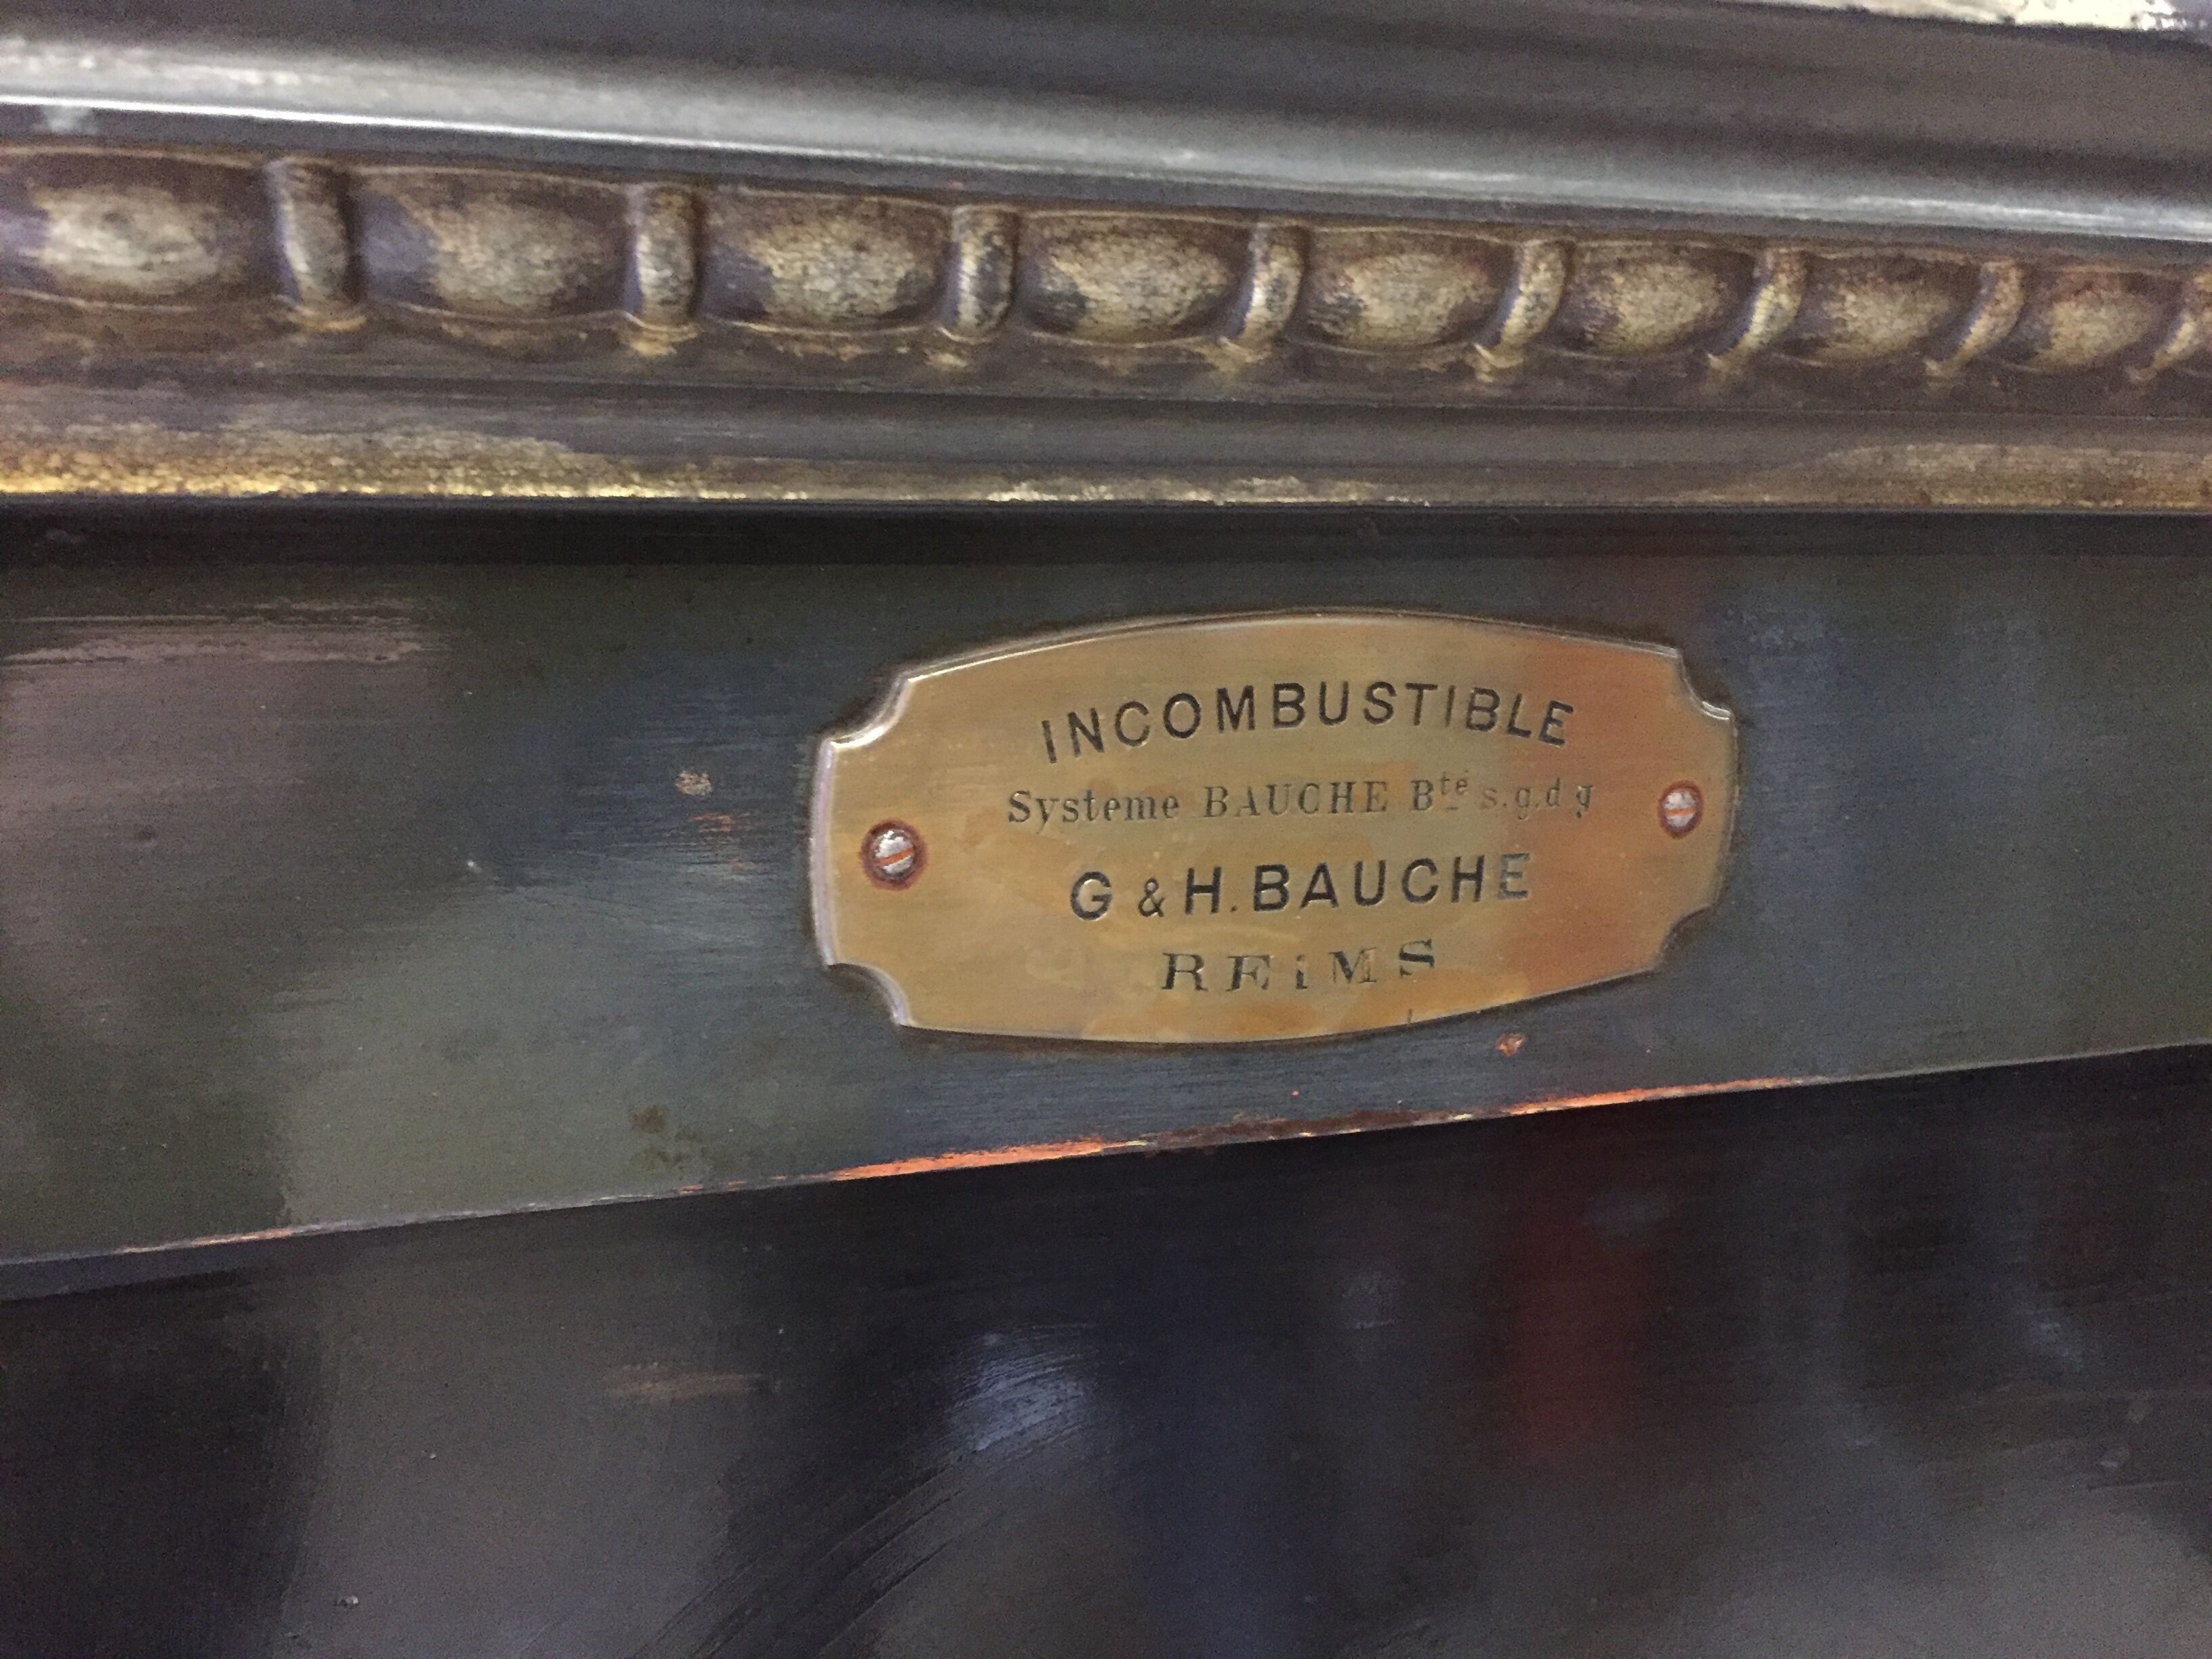 INCOMBUSTIBLE
Systeme BAUCHE Bté s.g.d g
G & H. BAUCHE
REiMS